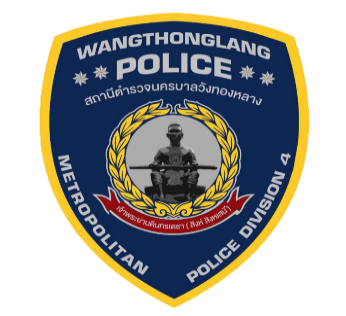 WANGTHONGLANG
POLICE
สถานีตำรวจนครบาลวังทองหลาง
เจ้าพระยาบดินทรเดชา ( สิงห์ สิงหเสนี )
METROPOLITAN
POLICE DIVISION 4